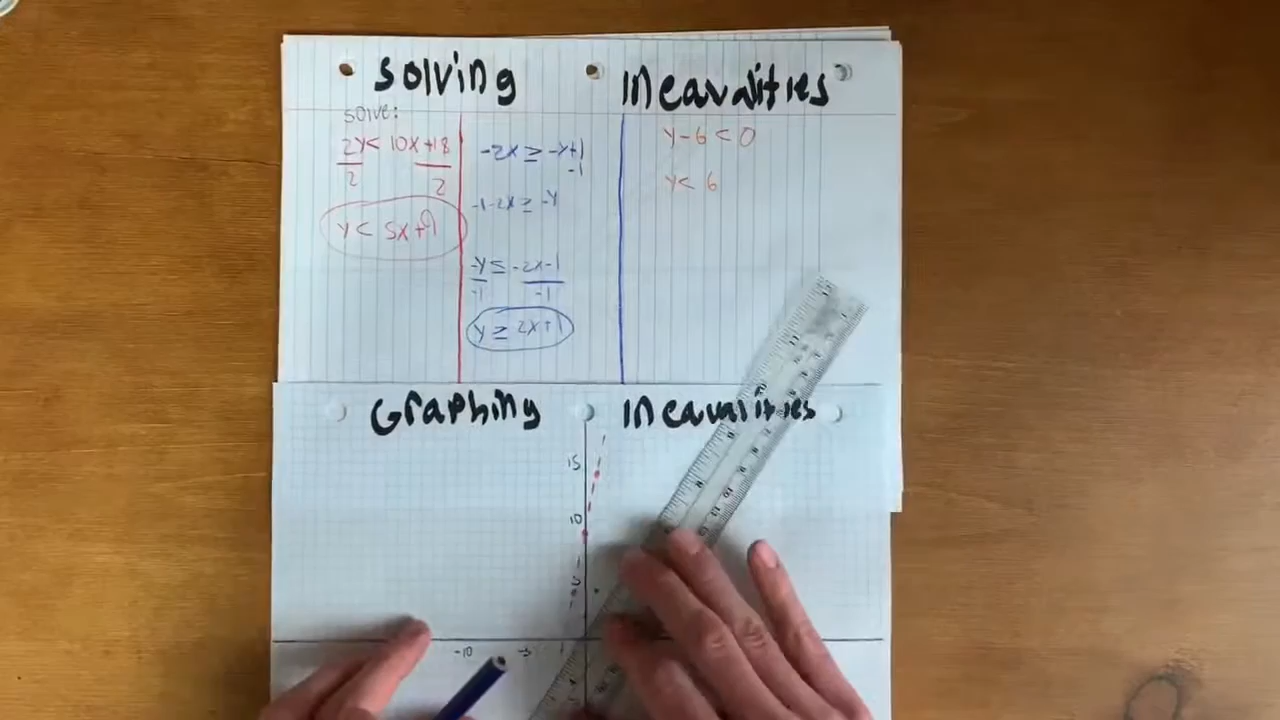 Solving Inequalities
solve:
2y < 10x+18
2 2
y < 5x+9
-2x ≥ -y+1
-1
-1-2x ≥ -y
-y ≤ -2x-1
-1 -1
y ≥ 2x+1
y-6 < 0
y < 6
Graphing Inequalities
15
10
5
-10 -5